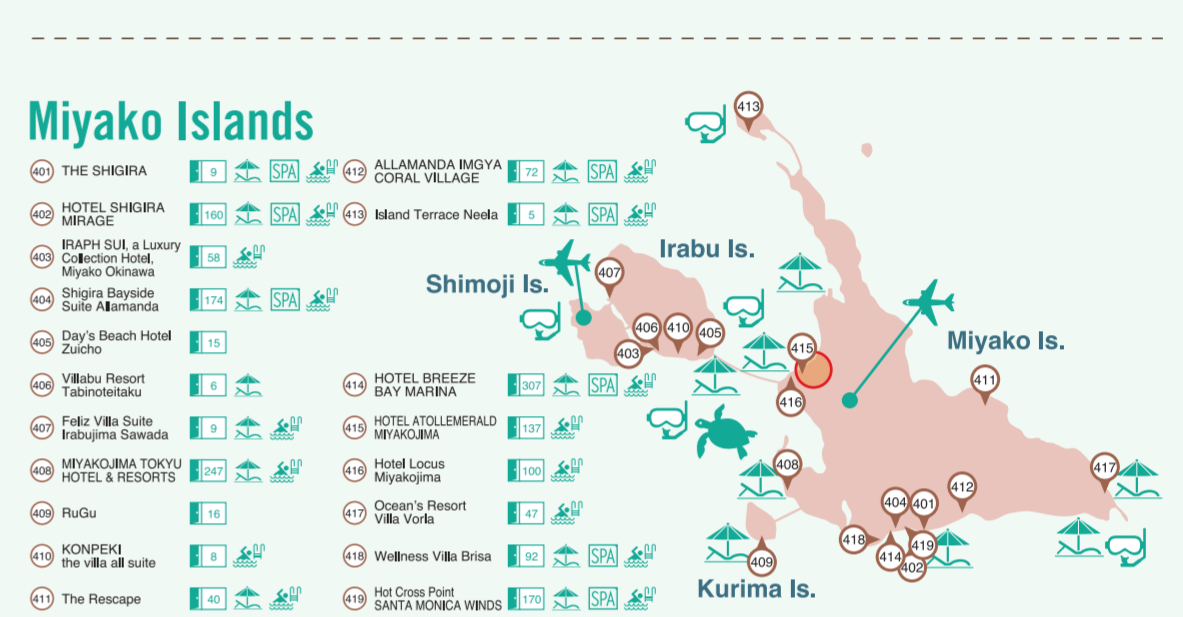 Miyako Islands
401 THE SHIGIRA 9 SPA
402 HOTEL SHIGIRA
MIRAGE 160 SPA
403 IRAPH SUI, a Luxury
Collection Hotel,
Miyako Okinawa 58
404 Shigira Bayside
Suite Allamanda 174 SPA
405 Day's Beach Hotel
Zuicho 15
406 Villabu Resort
Tabinoteitaku 6
407 Feliz Villa Suite
Irabujima Sawada 9
408 MIYAKOJIMA TOKYU
HOTEL & RESORTS 247
409 RuGu 16
410 KONPEKI
the villa all suite 8
411 The Rescape 40
412 ALLAMANDA IMGYA
CORAL VILLAGE 72 SPA
413 Island Terrace Neela 5 SPA
414 HOTEL BREEZE
BAY MARINA 307 SPA
415 HOTEL ATOLLEMERALD
MIYAKOJIMA 137
416 Hotel Locus
Miyakojima 100
417 Ocean's Resort
Villa Vorla 47
418 Wellness Villa Brisa 92 SPA
419 Hot Cross Point
SANTA MONICA WINDS 170 SPA
413
Irabu Is.
407
Shimoji Is.
406 410 405
403
415
Miyako Is.
411
416
408
417
412
404 401
418
419
414
402
409
Kurima Is.